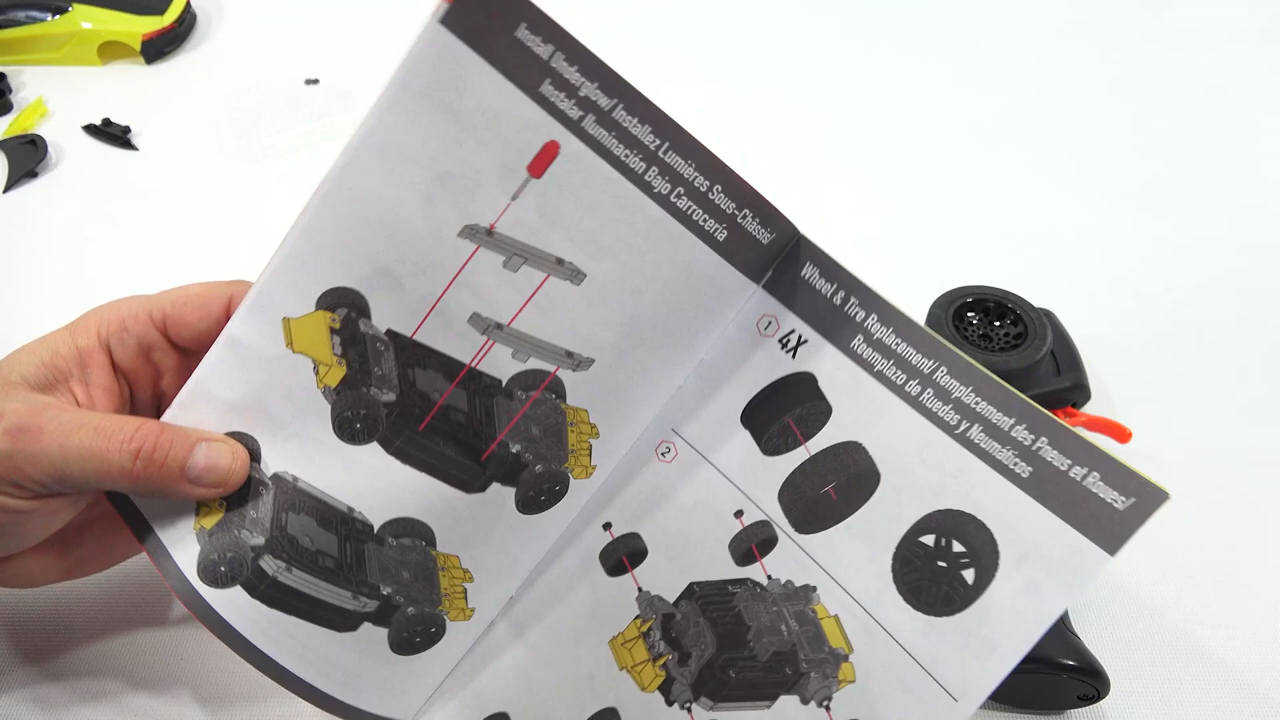 Install Underglow/ Installez Lumières Sous-Châssis/
Instalar Iluminación Bajo Carrocería
Wheel & Tire Replacement/ Remplacement des Pneus et Roues/
Reemplazo de Ruedas y Neumáticos
1 4X
2